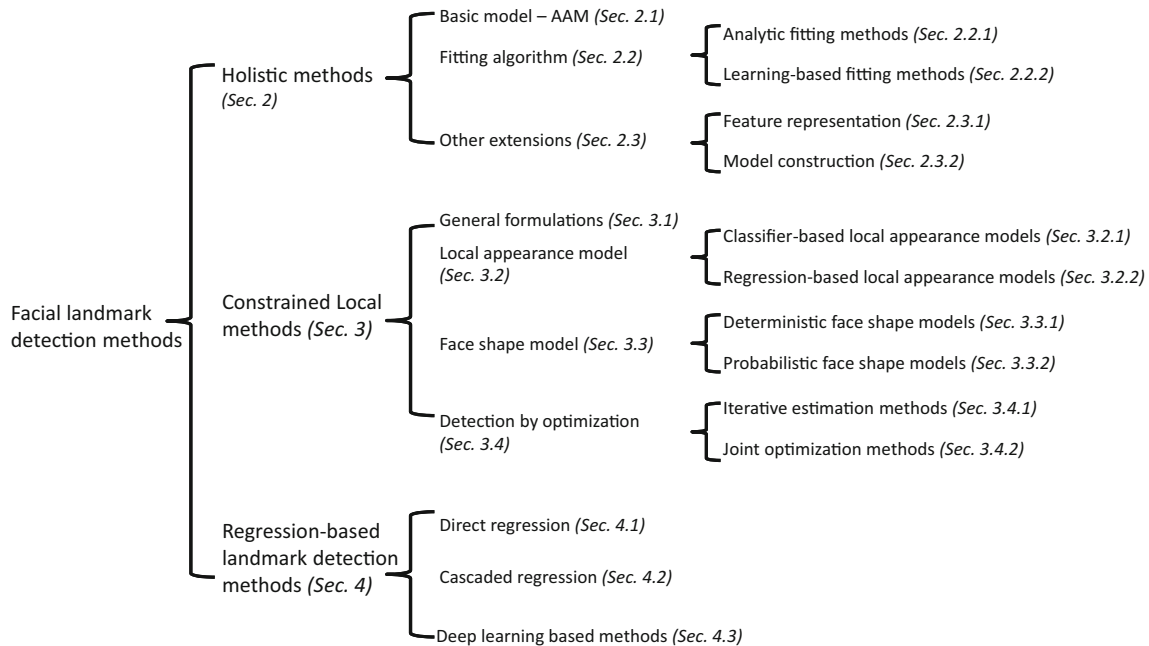 Facial landmark
detection methods
Holistic methods
(Sec. 2)
Basic model – AAM (Sec. 2.1)
Fitting algorithm (Sec. 2.2)
Analytic fitting methods (Sec. 2.2.1)
Learning-based fitting methods (Sec. 2.2.2)
Other extensions (Sec. 2.3)
Feature representation (Sec. 2.3.1)
Model construction (Sec. 2.3.2)
Constrained Local
methods (Sec. 3)
General formulations (Sec. 3.1)
Local appearance model
(Sec. 3.2)
Classifier-based local appearance models (Sec. 3.2.1)
Regression-based local appearance models (Sec. 3.2.2)
Face shape model (Sec. 3.3)
Deterministic face shape models (Sec. 3.3.1)
Probabilistic face shape models (Sec. 3.3.2)
Detection by optimization
(Sec. 3.4)
Iterative estimation methods (Sec. 3.4.1)
Joint optimization methods (Sec. 3.4.2)
Regression-based
landmark detection
methods (Sec. 4)
Direct regression (Sec. 4.1)
Cascaded regression (Sec. 4.2)
Deep learning based methods (Sec. 4.3)